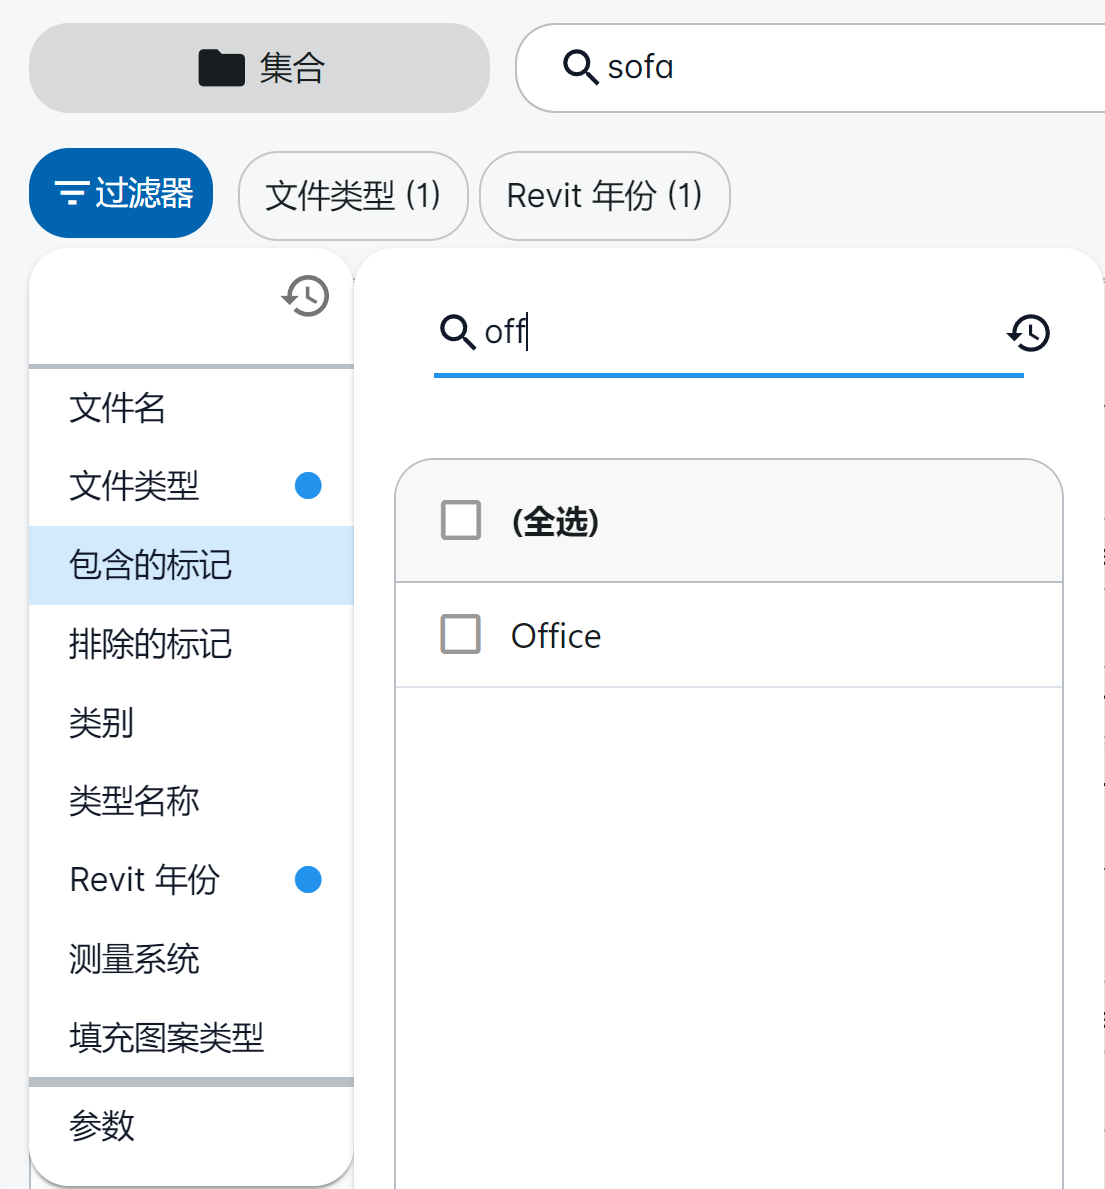 集合
sofa
过滤器
文件类型 (1)
Revit 年份 (1)
off
文件名
文件类型
包含的标记
排除的标记
类别
类型名称
Revit 年份
测量系统
填充图案类型
参数
(全选)
Office